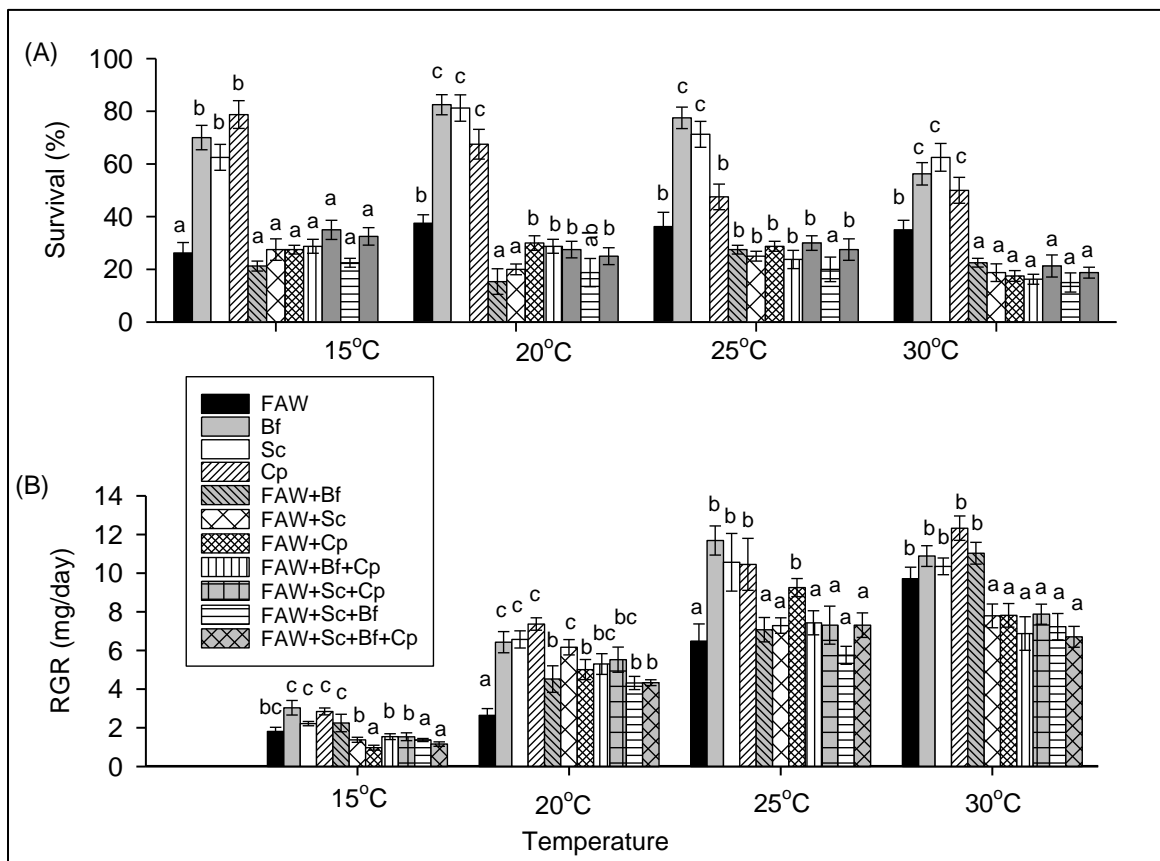 (A)
Survival (%)
100
80
60
40
20
0
b b b a a a a a a a a
b c c c a a b b b ab b
b c c b b b b b b a b
b c c c a a a a a a a
15°C 20°C 25°C 30°C
FAW
Bf
Sc
Cp
FAW+Bf
FAW+Sc
FAW+Cp
FAW+Bf+Cp
FAW+Sc+Cp
FAW+Sc+Bf
FAW+Sc+Bf+Cp
(B)
RGR (mg/day)
14
12
10
8
6
4
2
0
bc c c c c b a b b a a
a c c c b c b bc bc b b
a b b b a a b a a a a
b b b b b a a a a a a
15°C 20°C 25°C 30°C
Temperature